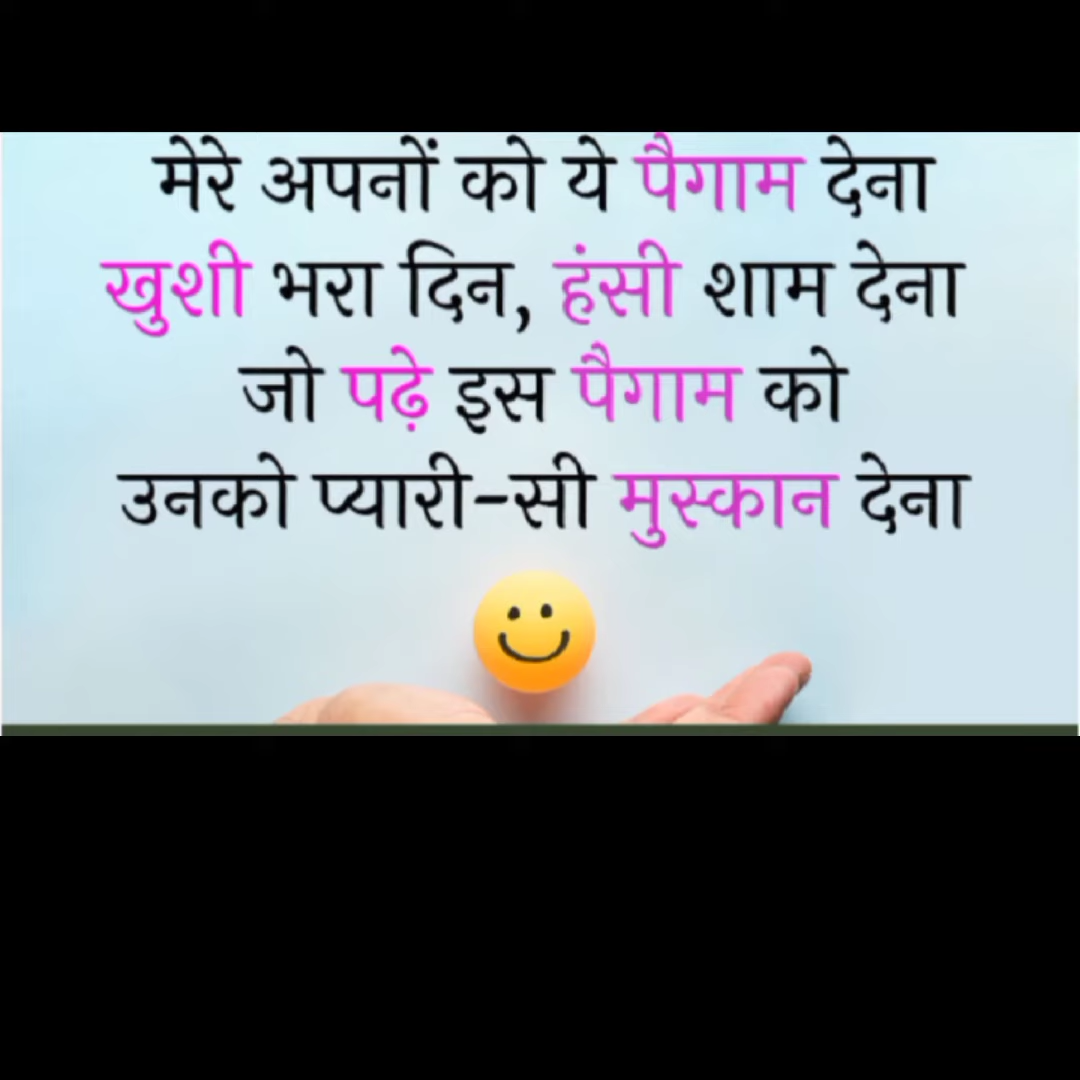 मेरे अपनों को ये पैगाम देना
खुशी भरा दिन, हंसी शाम देना
जो पढ़े इस पैगाम को
उनको प्यारी-सी मुस्कान देना